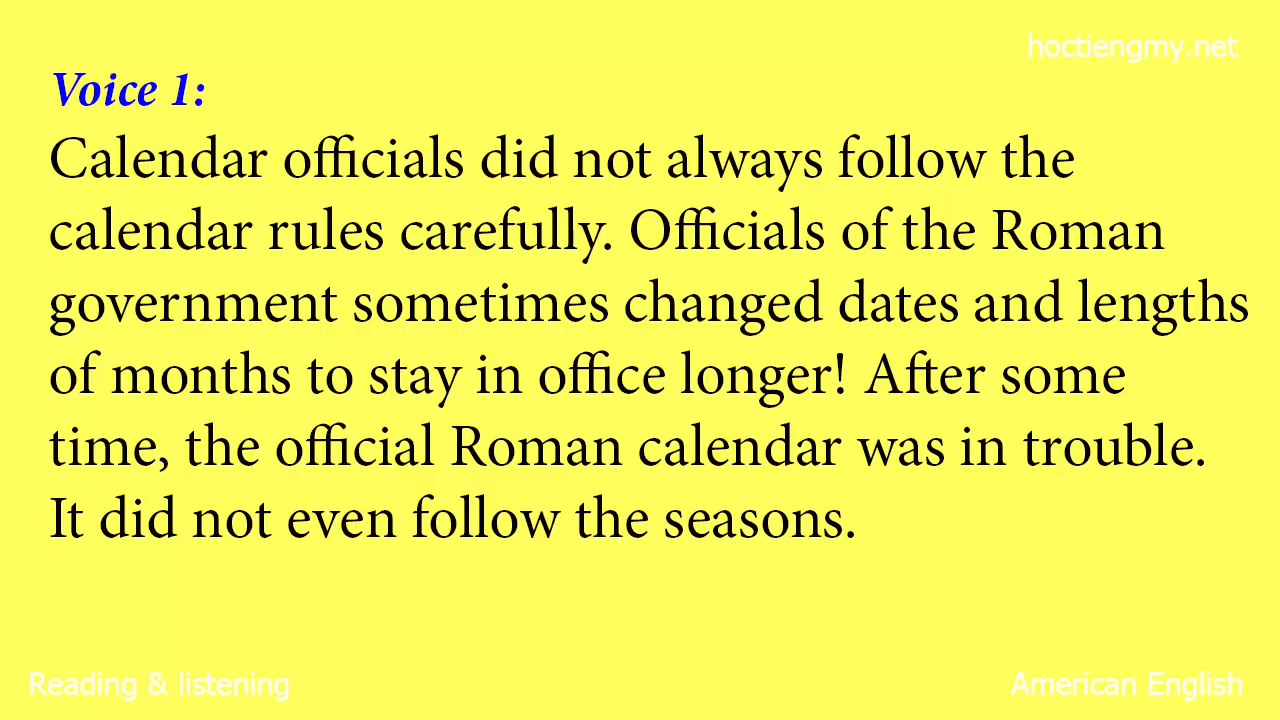 hoctiengmy.net
Voice 1:
Calendar officials did not always follow the
calendar rules carefully. Officials of the Roman
government sometimes changed dates and lengths
of months to stay in office longer! After some
time, the official Roman calendar was in trouble.
It did not even follow the seasons.
Reading & listening
American English